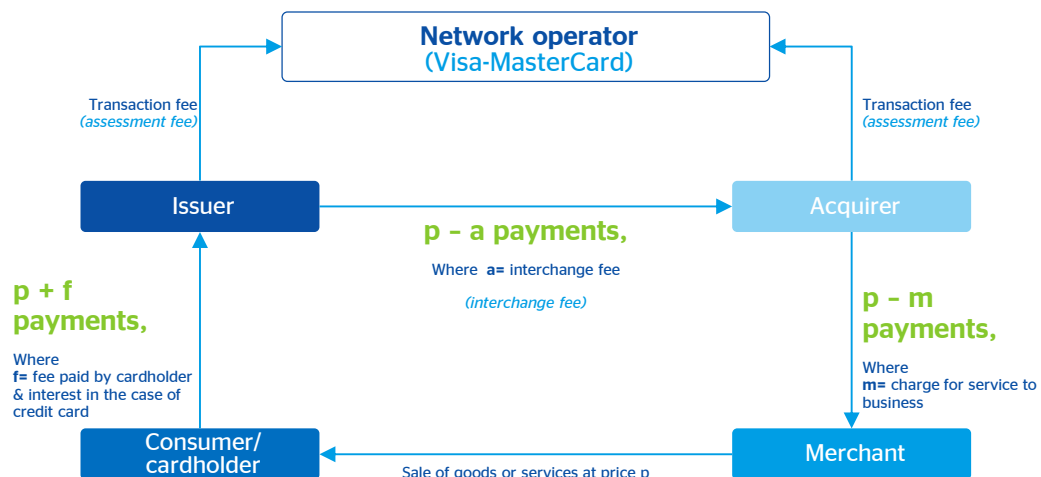 Network operator
(Visa-MasterCard)
Transaction fee
(assessment fee)
Transaction fee
(assessment fee)
Issuer
Acquirer
p – a payments,
Where a= interchange fee
(interchange fee)
p + f
payments,
Where
f= fee paid by cardholder
& interest in the case of
credit card
p – m
payments,
Where
m= charge for service to
business
Consumer/
cardholder
Merchant
Sale of goods or services at price p